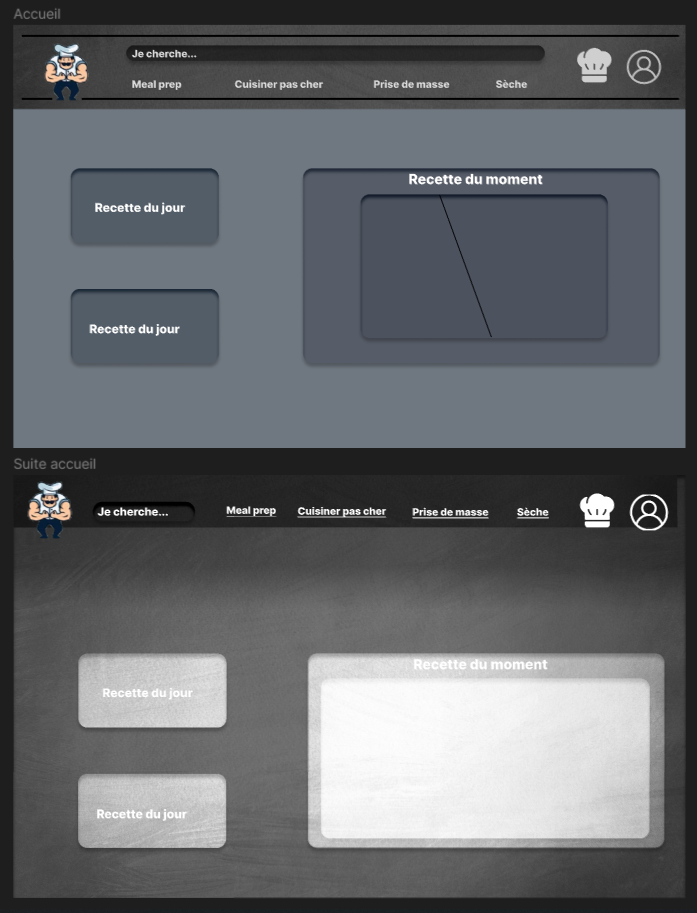 Accueil
Je cherche...
Meal prep
Cuisiner pas cher
Prise de masse
Sèche
Recette du jour
Recette du moment
Recette du jour
Suite accueil
Je cherche...
Meal prep
Cuisiner pas cher
Prise de masse
Sèche
Recette du jour
Recette du moment
Recette du jour